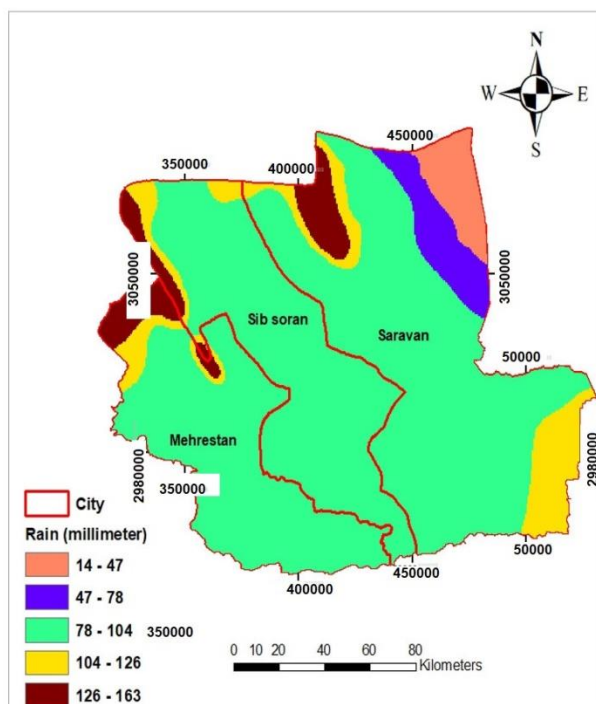 N
W E
S
450000
350000
400000
3050000
3050000
Sib soran
Saravan
50000
Mehrestan
2980000
350000
2980000
50000
450000
400000
City
Rain (millimeter)
14 - 47
47 - 78
78 - 104
350000
104 - 126
126 - 163
0 10 20 40 60 80
Kilometers